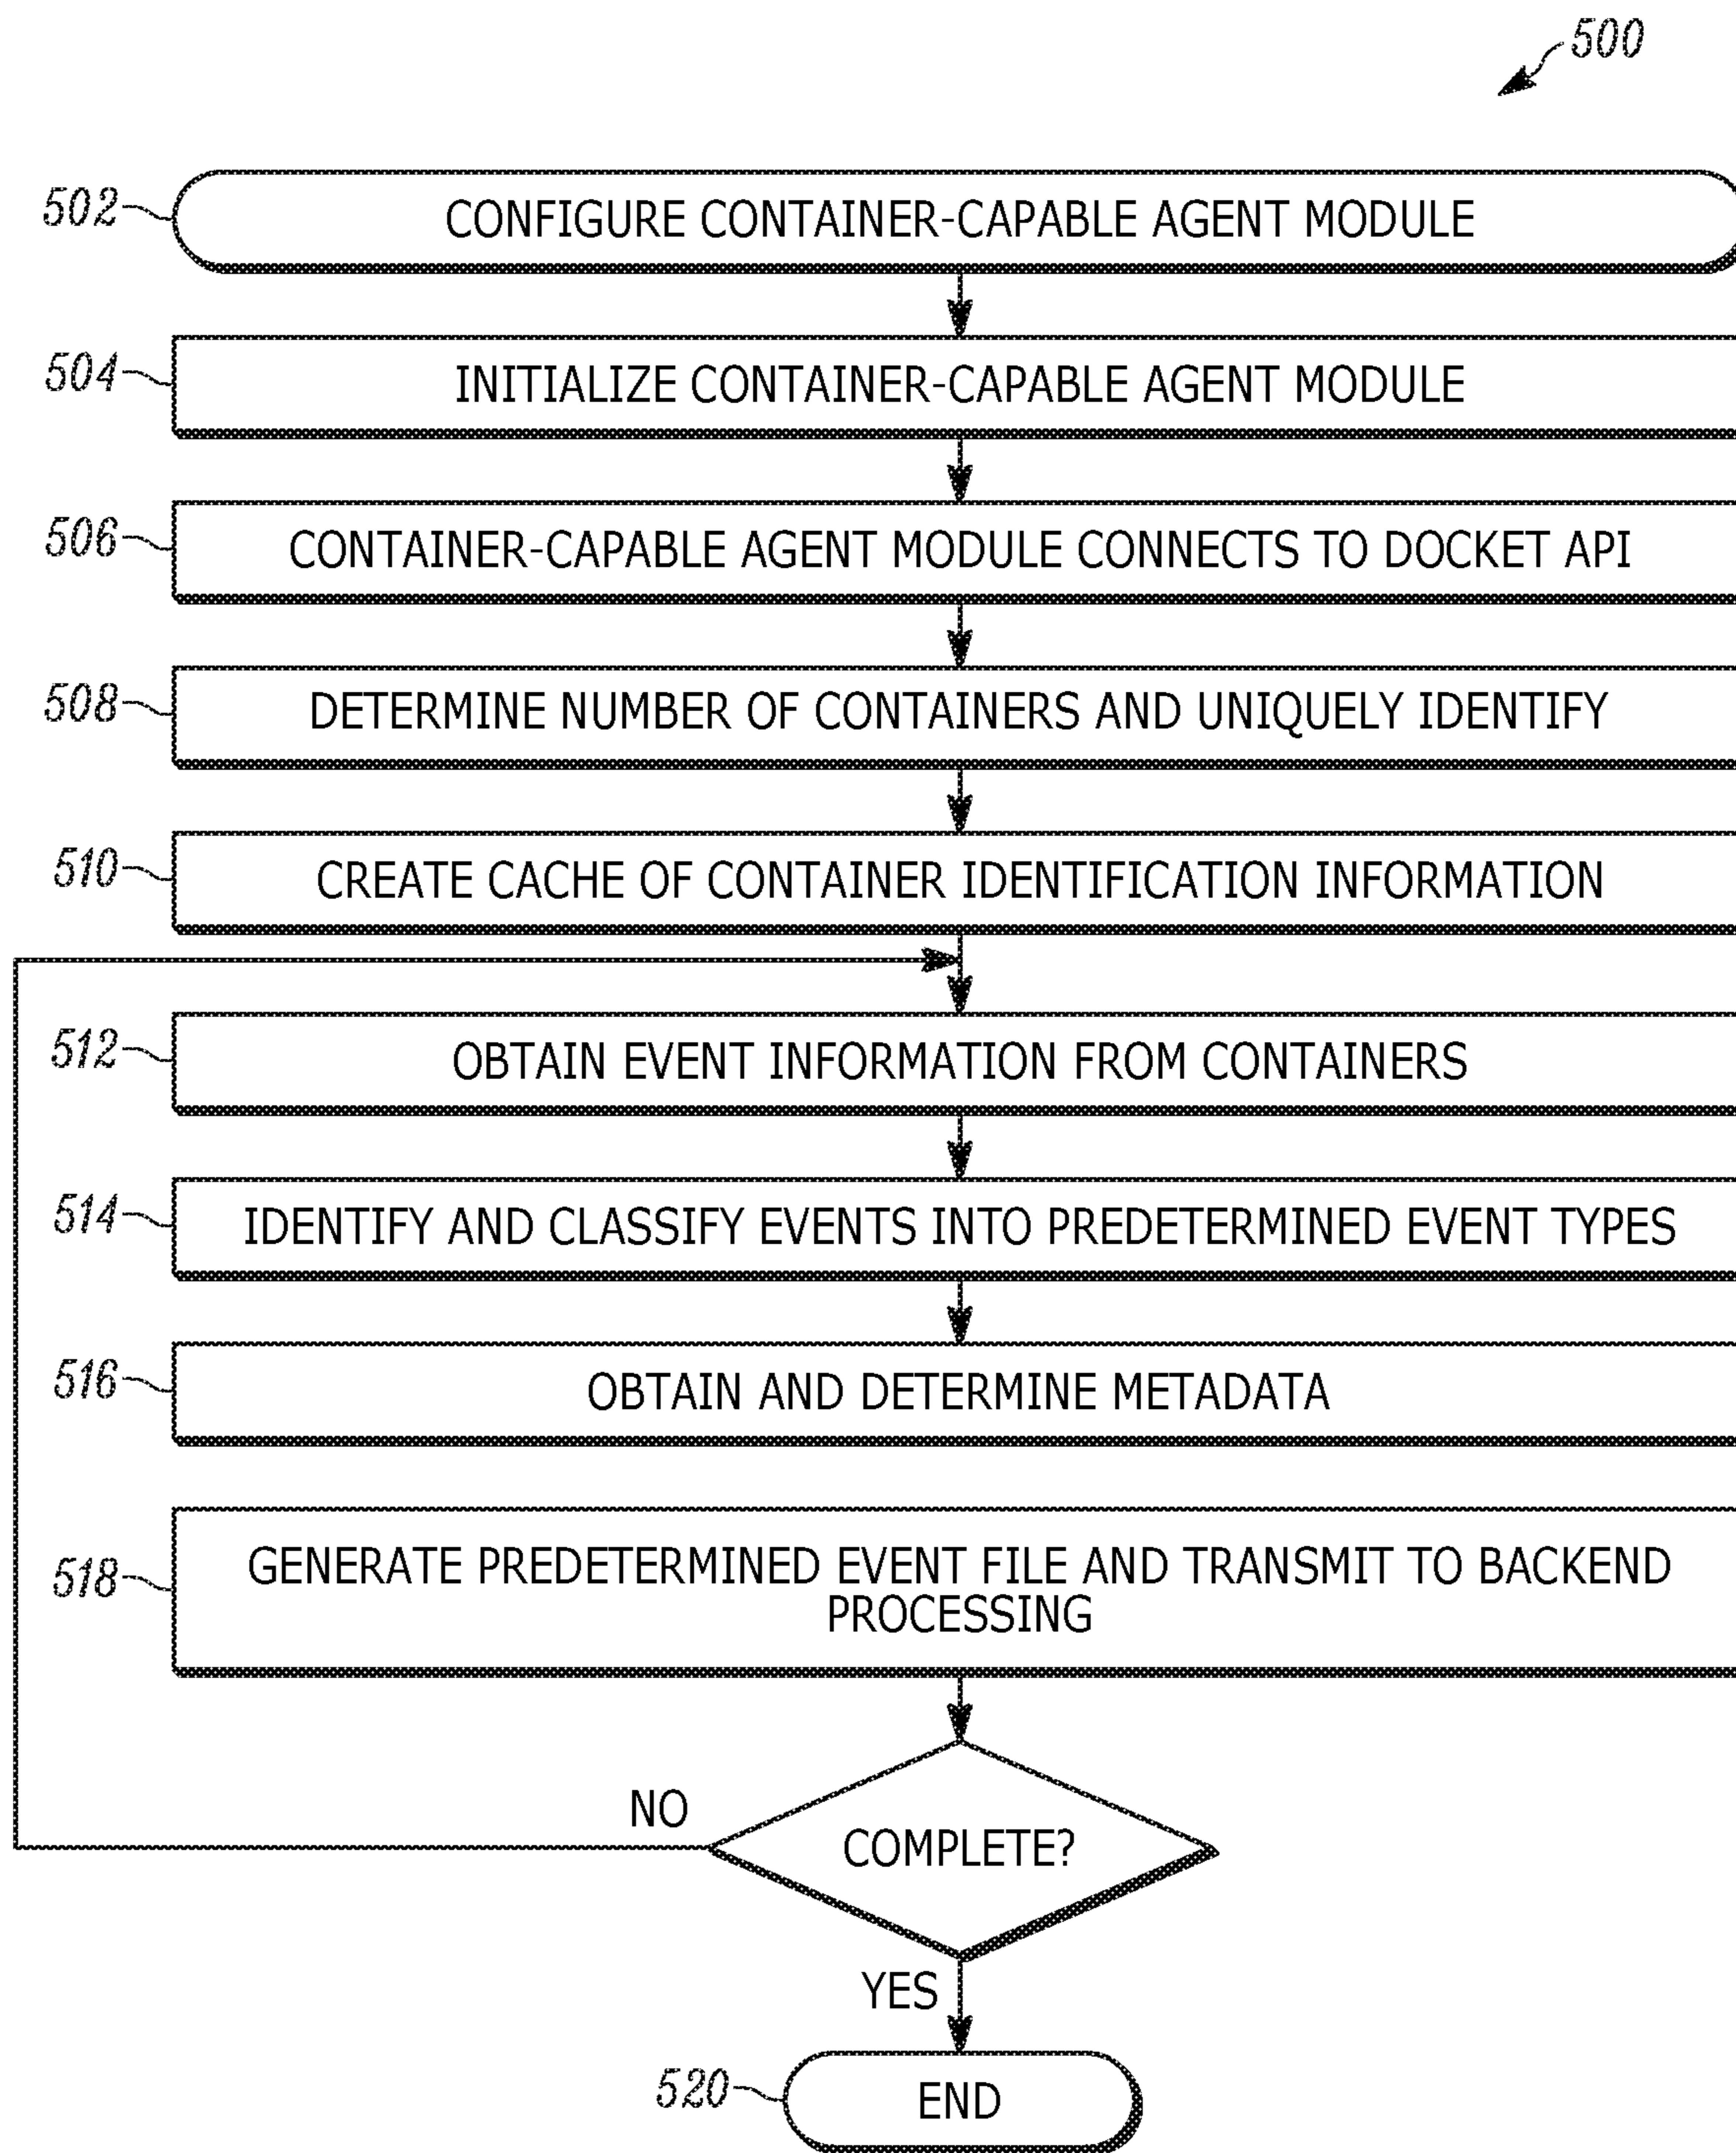 500
502
CONFIGURE CONTAINER-CAPABLE AGENT MODULE
504
INITIALIZE CONTAINER-CAPABLE AGENT MODULE
506
CONTAINER-CAPABLE AGENT MODULE CONNECTS TO DOCKET API
508
DETERMINE NUMBER OF CONTAINERS AND UNIQUELY IDENTIFY
510
CREATE CACHE OF CONTAINER IDENTIFICATION INFORMATION
512
OBTAIN EVENT INFORMATION FROM CONTAINERS
514
IDENTIFY AND CLASSIFY EVENTS INTO PREDETERMINED EVENT TYPES
516
OBTAIN AND DETERMINE METADATA
518
GENERATE PREDETERMINED EVENT FILE AND TRANSMIT TO BACKEND
PROCESSING
NO
COMPLETE?
YES
520
END